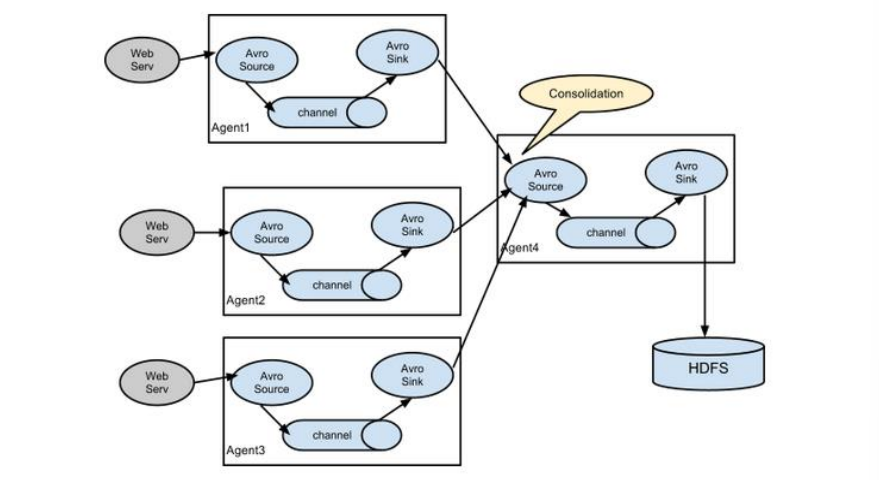 Web
Serv
Avro
Source
Avro
Sink
channel
Agent1
Consolidation
Web
Serv
Avro
Source
Avro
Sink
channel
Agent2
Avro
Source
Avro
Sink
channel
Agent4
Web
Serv
Avro
Source
Avro
Sink
channel
Agent3
HDFS